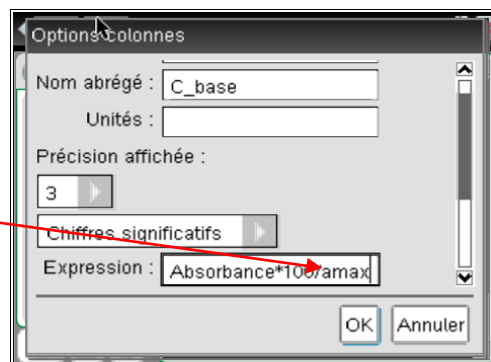 Options colonnes
Nom abrégé : C_base
Unités :
Précision affichée :
3
Chiffres significatifs
Expression : Absorbance*100/amax
OK Annuler